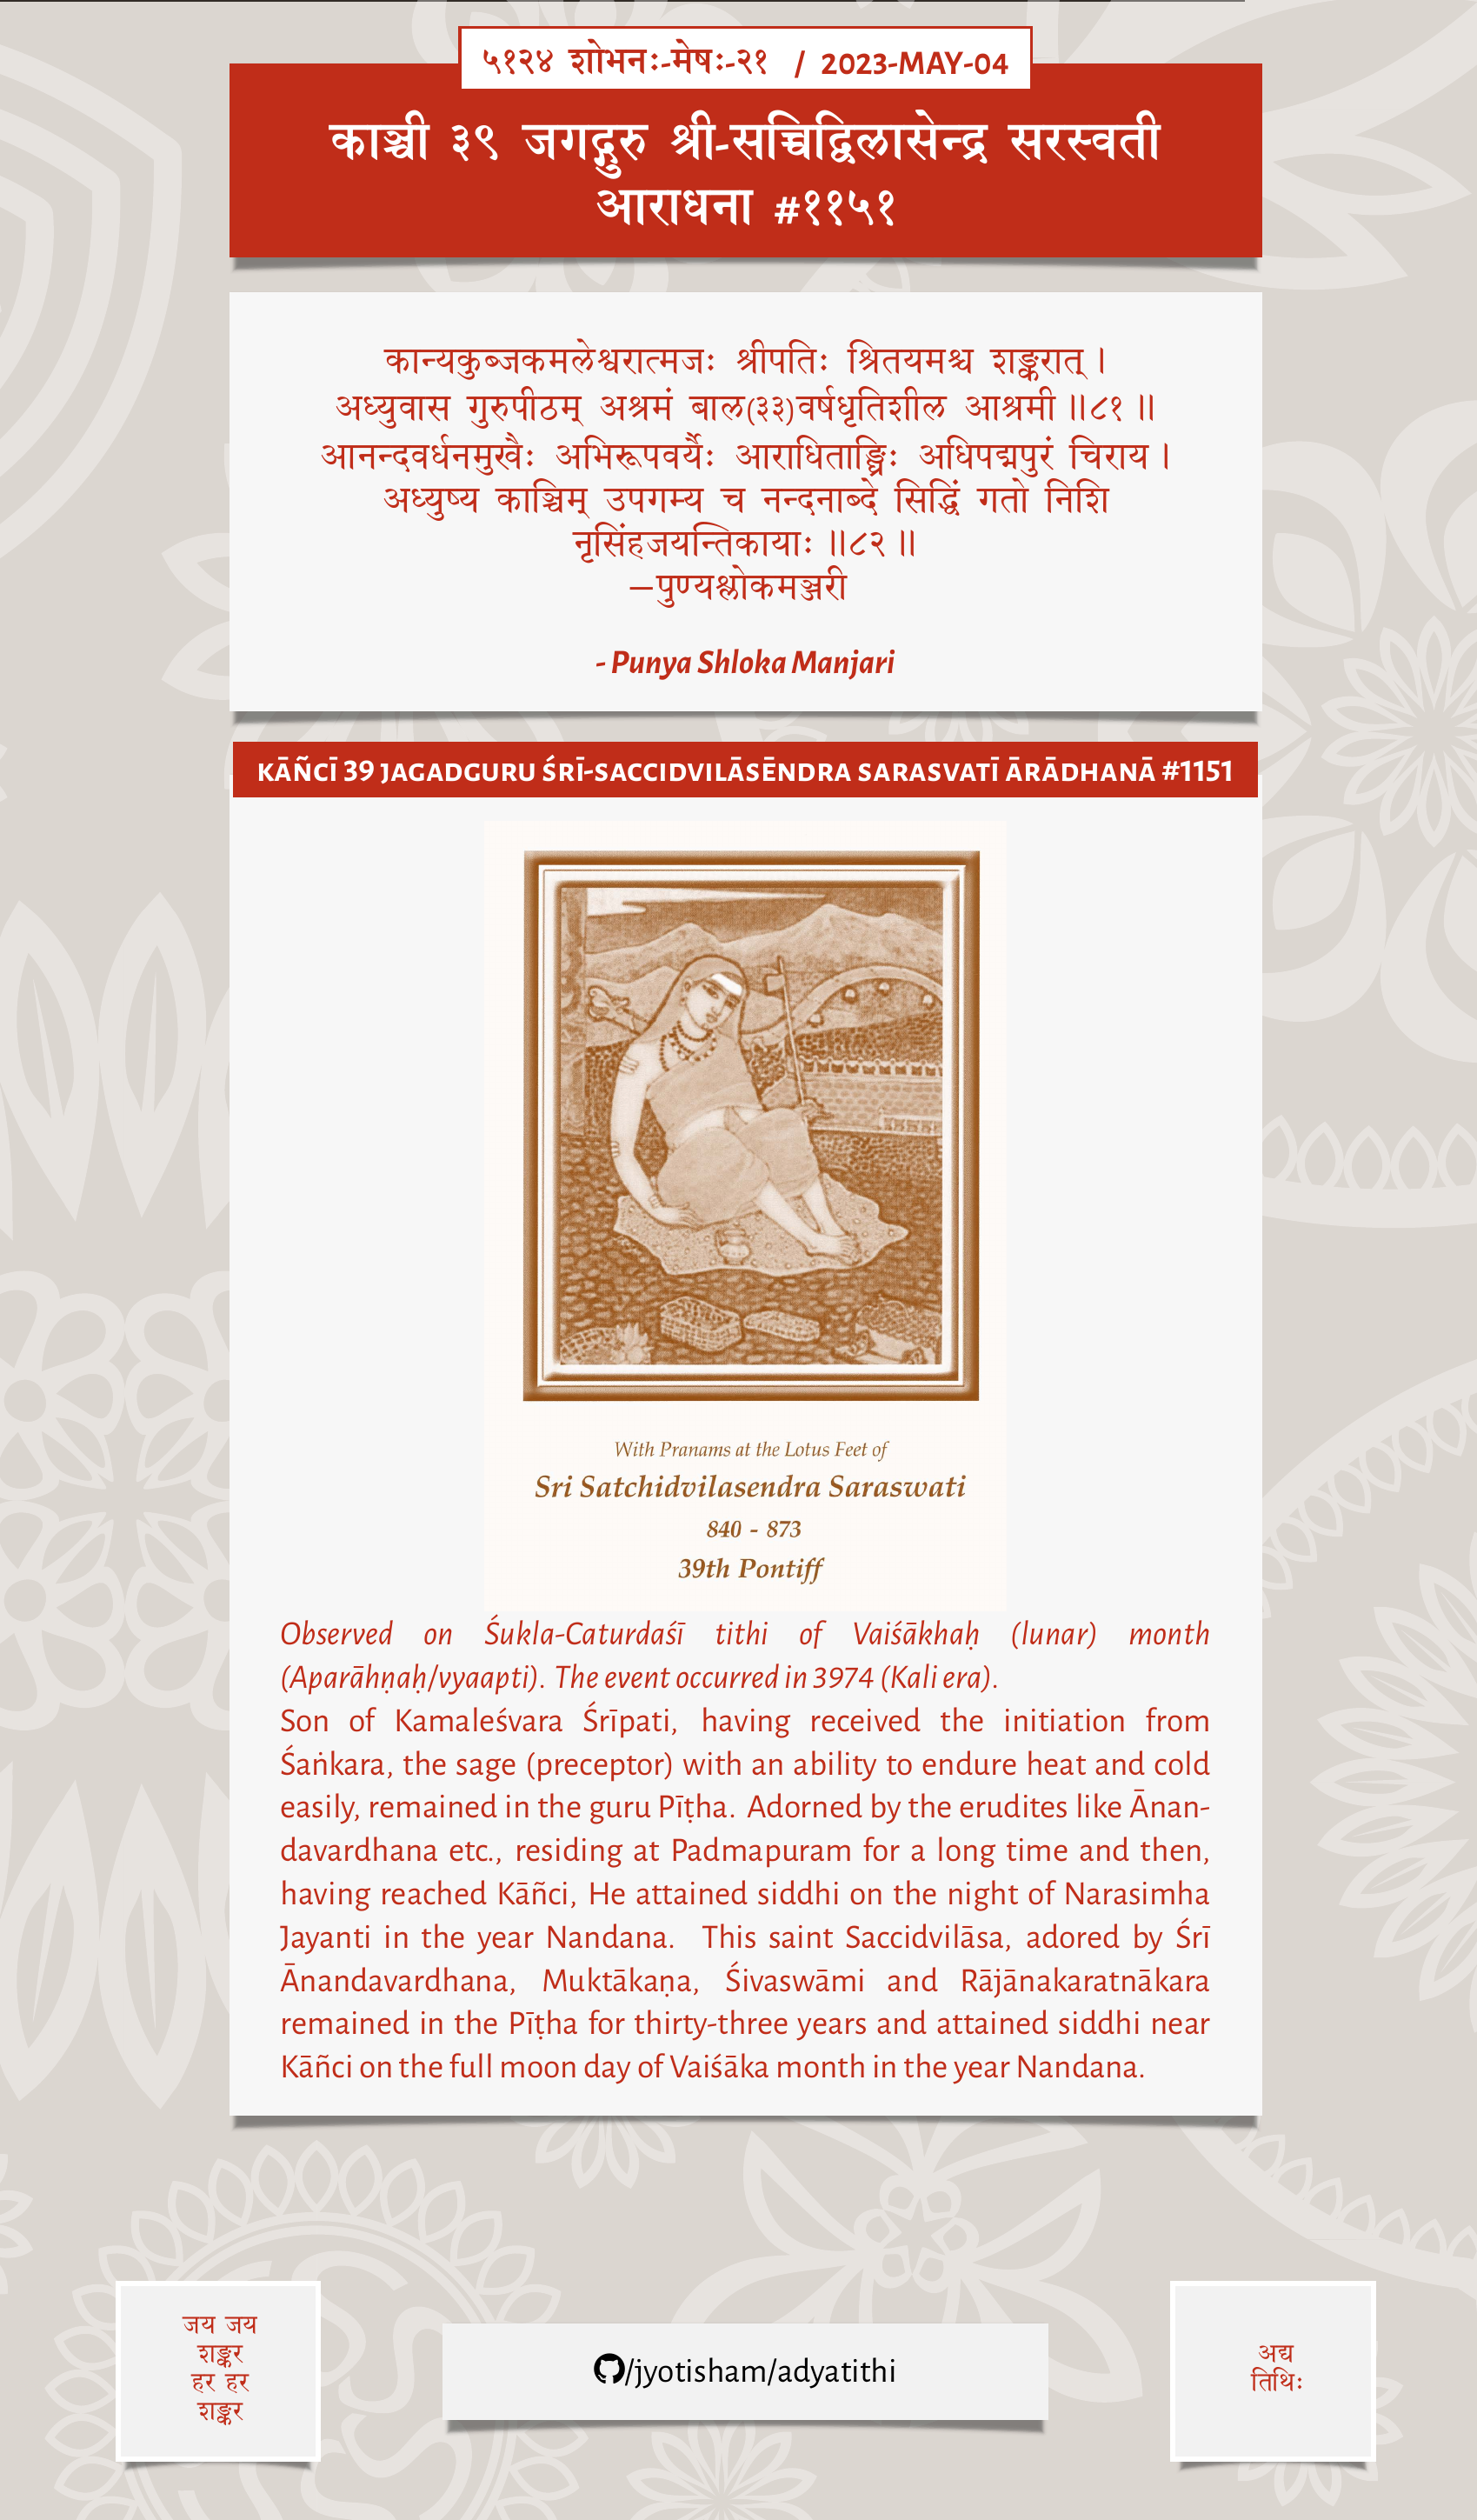 ५१२४ शोभनः-मेषः-२१ / 2023-MAY-04
काञ्ची ३९ जगद्गुरु श्री-सच्चिद्विलासेन्द्र सरस्वती
आराधना #११५१
कान्यकुब्जकमलेश्वरात्मजः श्रीपतिः श्रितयमश्च शङ्करात्।
अध्युवास गुरुपीठम् अश्रमं बाल(३३)वर्षधृतिशील आश्रमी॥८१॥
आनन्दवर्धनमुखैः अभिरूपवर्यैः आराधिताङ्घ्रिः अधिपद्मपुरं चिराय।
अध्युष्य काञ्चिम् उपगम्य च नन्दनाब्दे सिद्धिं गतो निशि
नृसिंहजयन्तिकायाः॥८२॥
—पुण्यश्लोकमञ्जरी
- Punya Shloka Manjari
KĀÑCĪ 39 JAGADGURU ŚRĪ-SACCIDVILĀSĒNDRA SARASVATĪ ĀRĀDHANĀ #1151
With Pranams at the Lotus Feet of
Sri Satchidvilasendra Saraswati
840 - 873
39th Pontiff
Observed on Śukla-Caturdaśī tithi of Vaiśākhaḥ (lunar) month
(Aparāhṇaḥ/vyaapti). The event occurred in 3974 (Kali era).
Son of Kamaleśvara Śrīpati, having received the initiation from
Śaṅkara, the sage (preceptor) with an ability to endure heat and cold
easily, remained in the guru Pīṭha. Adorned by the erudites like Ānan-
davardhana etc., residing at Padmapuram for a long time and then,
having reached Kāñci, He attained siddhi on the night of Narasimha
Jayanti in the year Nandana. This saint Saccidvilāsa, adored by Śrī
Ānandavardhana, Muktākaṇa, Śivaswāmi and Rājānakaratnākara
remained in the Pīṭha for thirty-three years and attained siddhi near
Kāñci on the full moon day of Vaiśāka month in the year Nandana.
जय जय
शङ्कर
हर हर
शङ्कर
/jyotisham/adyatithi
अद्य
तिथिः